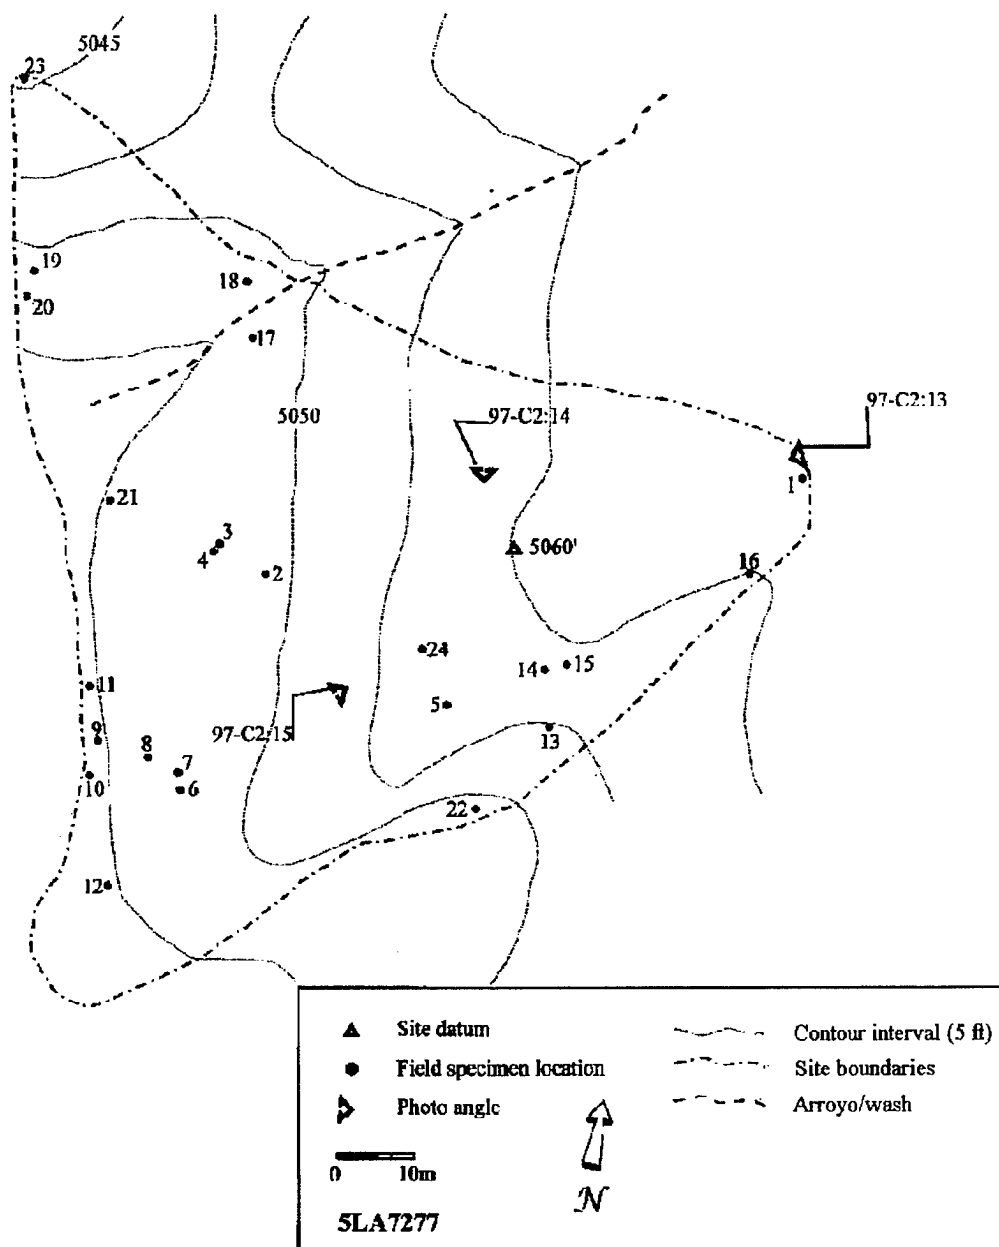 5045
23
19
18
20
17
97-C2:13
5050
97-C2:14
1
21
3
4
5060'
2
16
24
14
15
11
5
97-C2:15
9
8
13
7
10
6
22
12
Site datum
Contour interval (5 ft)
Field specimen location
Site boundaries
Photo angle
Arroyo/wash
0 10m
N
5LA7277